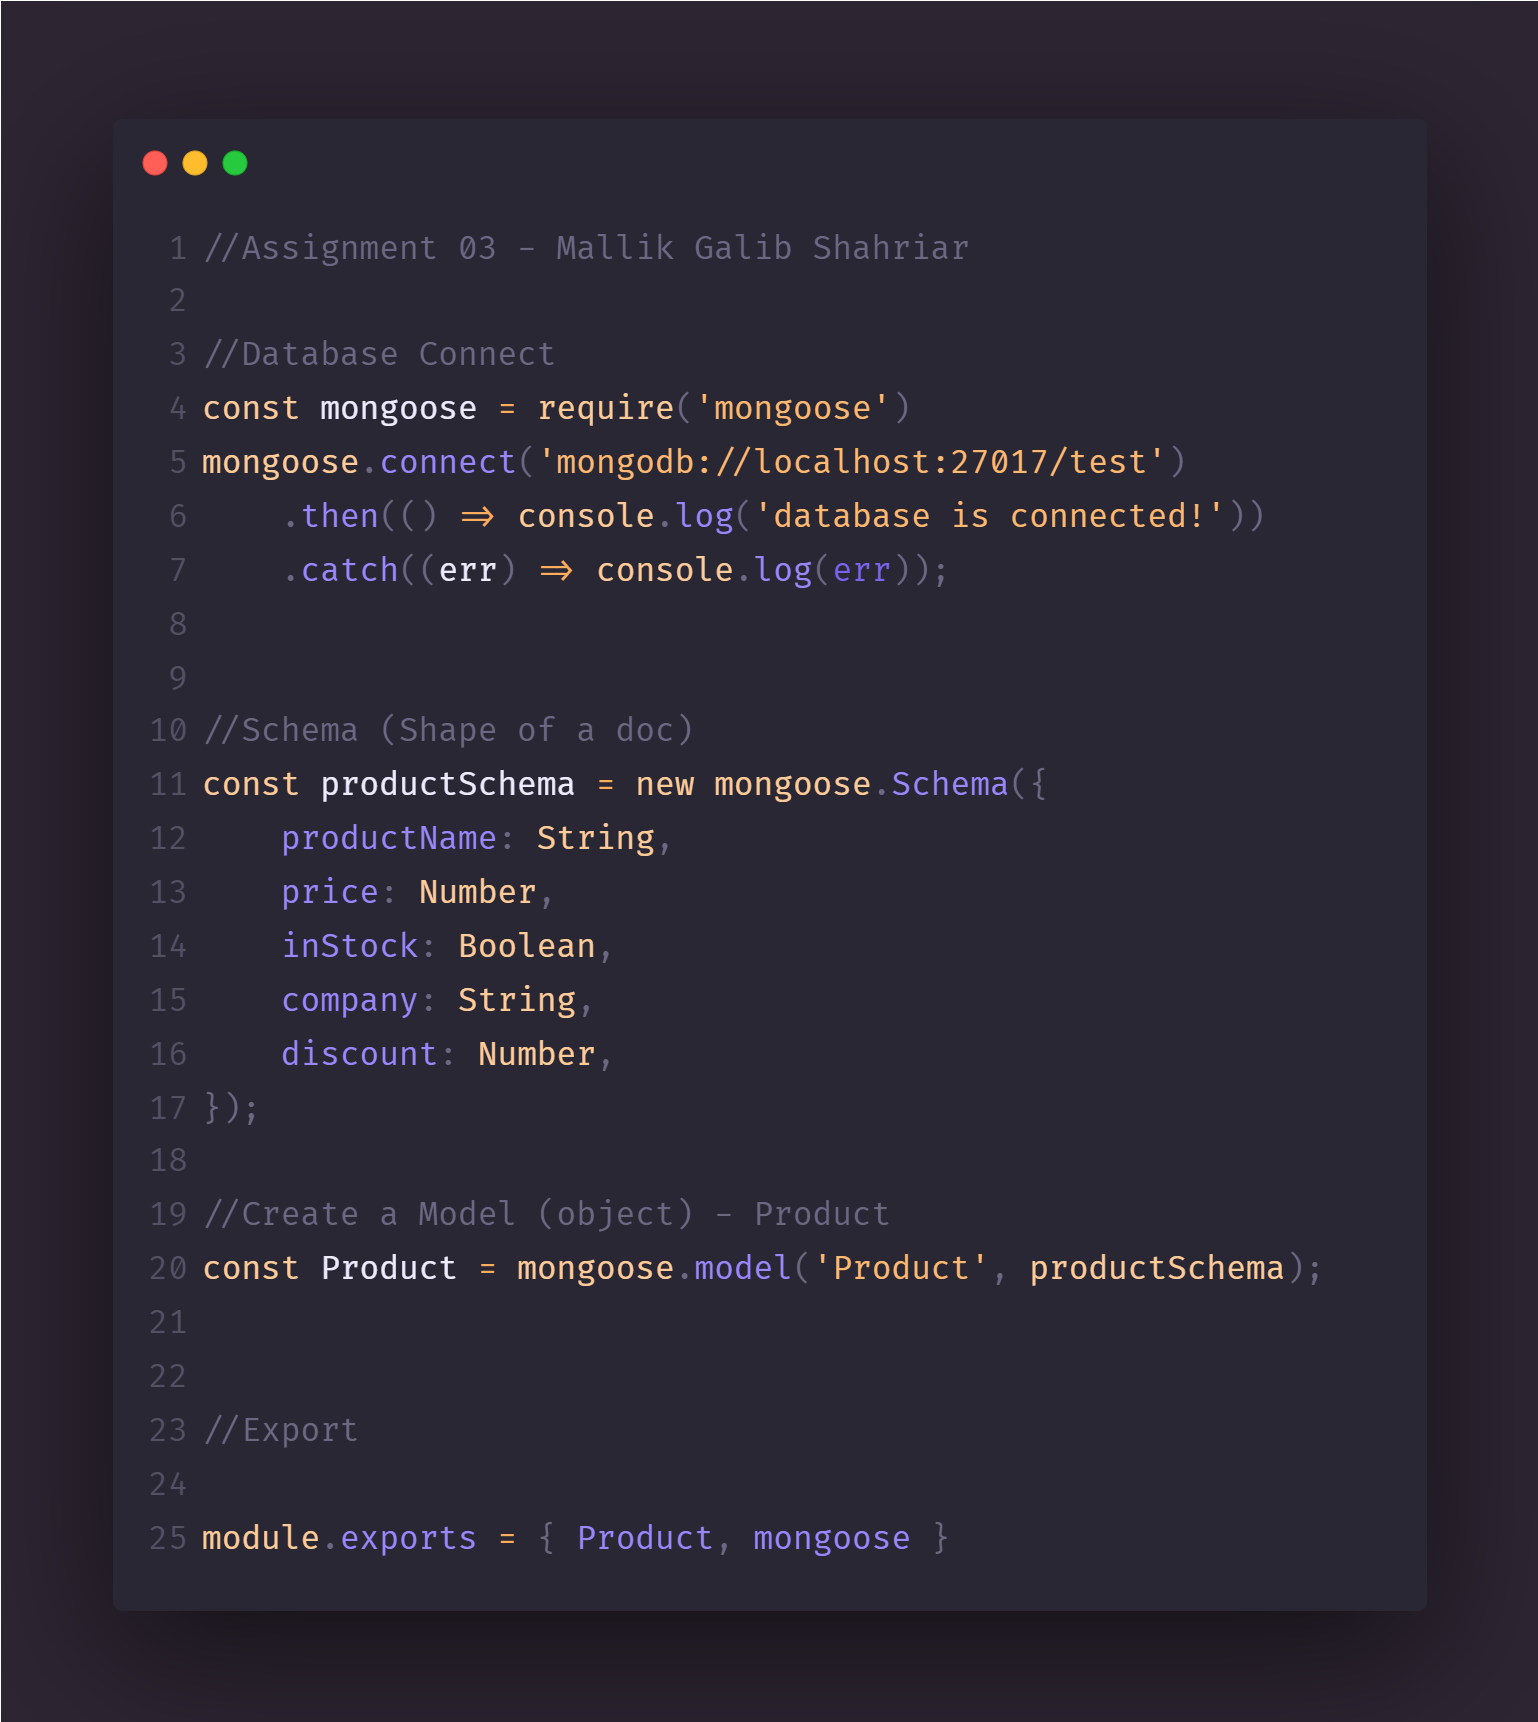 1 //Assignment 03 - Mallik Galib Shahriar
2
3 //Database Connect
4 const mongoose = require('mongoose')
5 mongoose.connect('mongodb://localhost:27017/test')
6     .then(() => console.log('database is connected!'))
7     .catch((err) => console.log(err));
8
9
10 //Schema (Shape of a doc)
11 const productSchema = new mongoose.Schema({
12     productName: String,
13     price: Number,
14     inStock: Boolean,
15     company: String,
16     discount: Number,
17 });
18
19 //Create a Model (object) - Product
20 const Product = mongoose.model('Product', productSchema);
21
22
23 //Export
24
25 module.exports = { Product, mongoose }